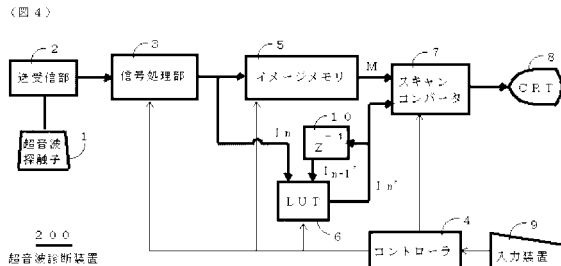 (図4)
2
送受信部
3
信号処理部
5
イメージメモリ
M
7
スキャン
コンバータ
8
CRT
1
超音波
探触子
10
Z⁻¹
In
In-1′
In′
LUT
6
4
コントローラ
9
入力装置
200
超音波診断装置